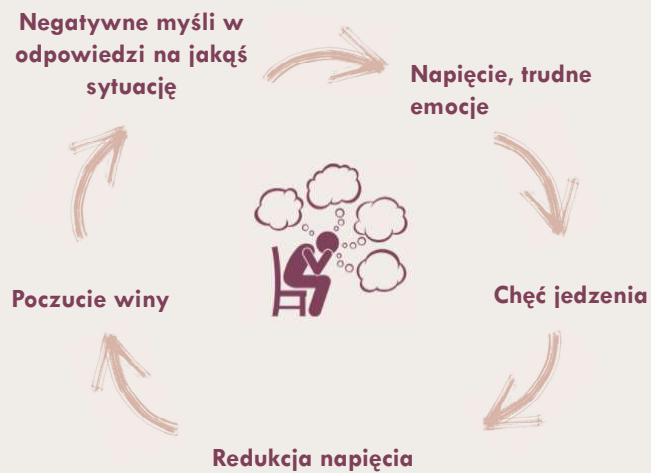 Negatywne myśli w
odpowiedzi na jakąś
sytuację
Napięcie, trudne
emocje
Chęć jedzenia
Redukcja napięcia
Poczucie winy